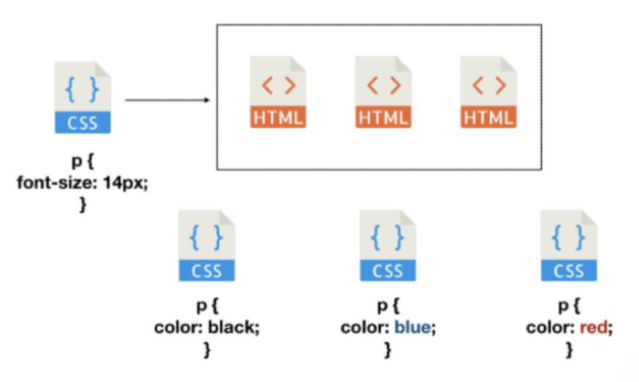 CSS
HTML
HTML
HTML
p {
font-size: 14px;
}
CSS
CSS
CSS
p {
color: black;
}
p {
color: blue;
}
p {
color: red;
}